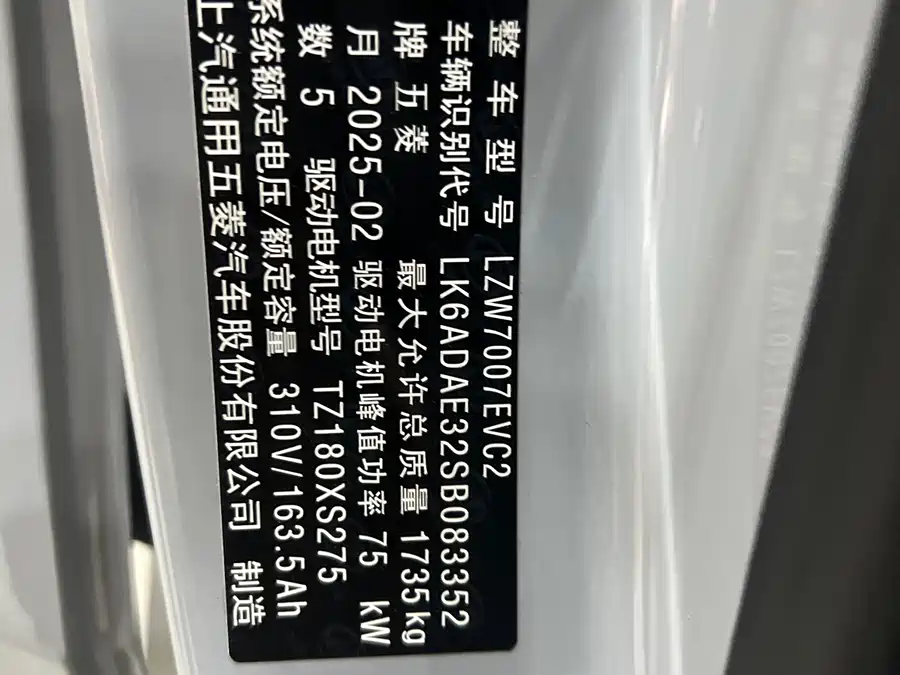 整车型号 LZW7007EVC2
车辆识别代号 LK6ADAE32SB083352
牌 五菱 最大允许总质量 1735kg
月 2025-02 驱动电机峰值功率 75 kW
数 5 驱动电机型号 TZ180XS275
系统额定电压/额定容量 310V/163.5Ah
上汽通用五菱汽车股份有限公司 制造